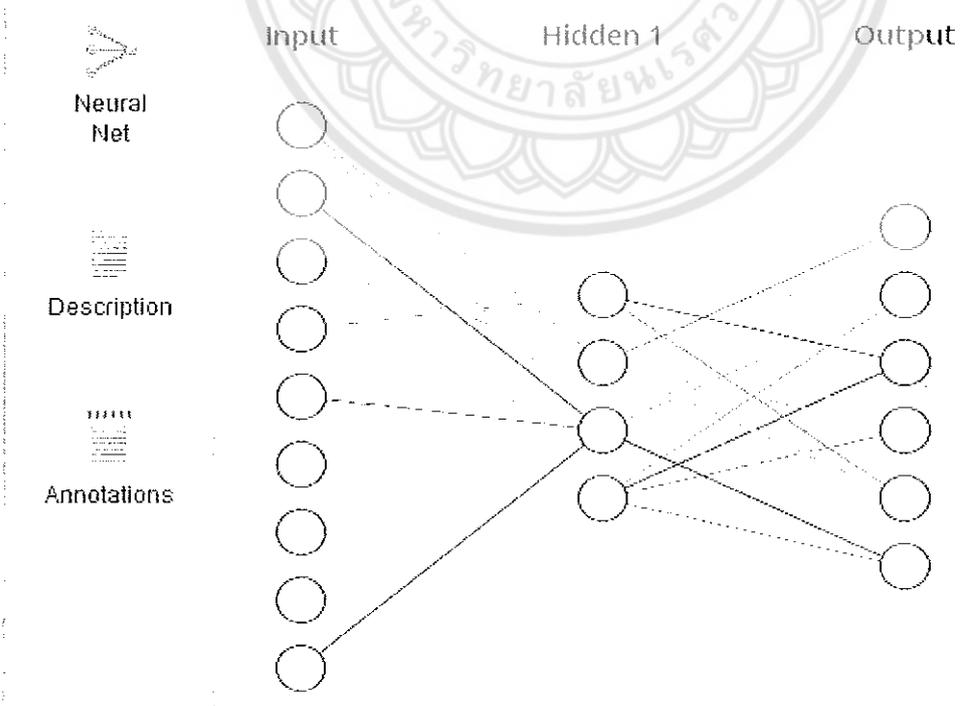 Input
Hidden 1
Output
Neural
Net
Description
Annotations